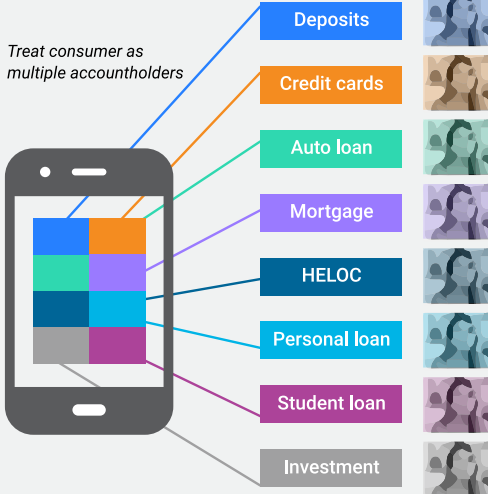 Deposits
Treat consumer as
multiple accountholders
Credit cards
Auto loan
Mortgage
HELOC
Personal loan
Student loan
Investment